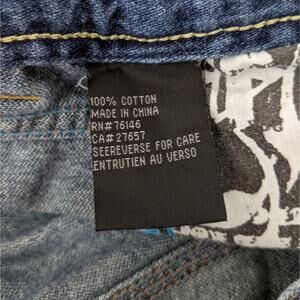 100% COTTON
MADE IN CHINA
RN# 76146
CA# 27657
SEEREVERSE FOR CARE
ENTRUTIEN AU VERSO